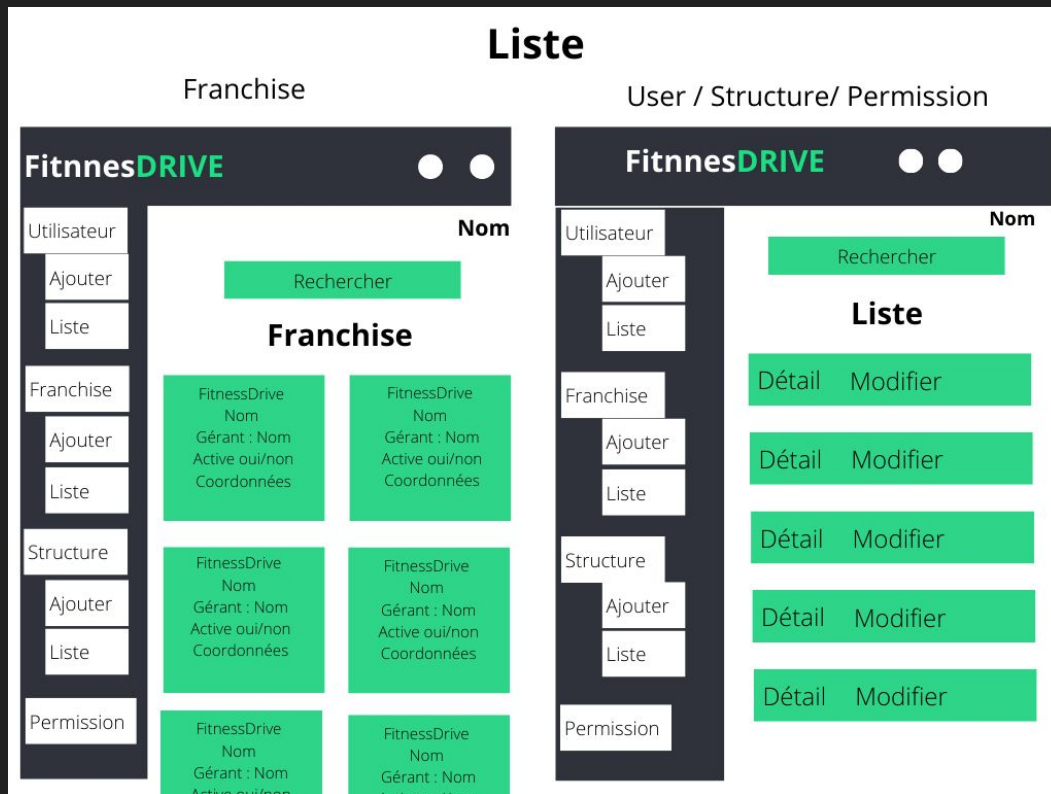 Liste
Franchise
FitnnesDRIVE
Utilisateur
Ajouter
Liste
Franchise
Ajouter
Liste
Structure
Ajouter
Liste
Permission
Nom
Rechercher
Franchise
FitnessDrive
Nom
Gérant : Nom
Active oui/non
Coordonnées
FitnessDrive
Nom
Gérant : Nom
Active oui/non
Coordonnées
FitnessDrive
Nom
Gérant : Nom
Active oui/non
Coordonnées
FitnessDrive
Nom
Gérant : Nom
Active oui/non
Coordonnées
FitnessDrive
Nom
Gérant : Nom
Active oui/non
FitnessDrive
Nom
Gérant : Nom
User / Structure/ Permission
FitnnesDRIVE
Utilisateur
Ajouter
Liste
Franchise
Ajouter
Liste
Structure
Ajouter
Liste
Permission
Nom
Rechercher
Liste
Détail Modifier
Détail Modifier
Détail Modifier
Détail Modifier
Détail Modifier